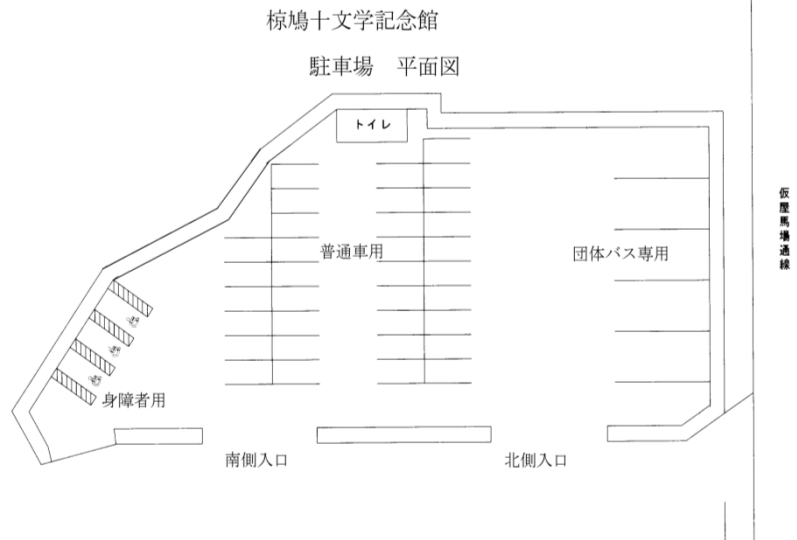 椋鳩十文学記念館
駐車場　平面図
トイレ
仮屋馬場通線
普通車用
団体バス専用
身障者用
南側入口
北側入口